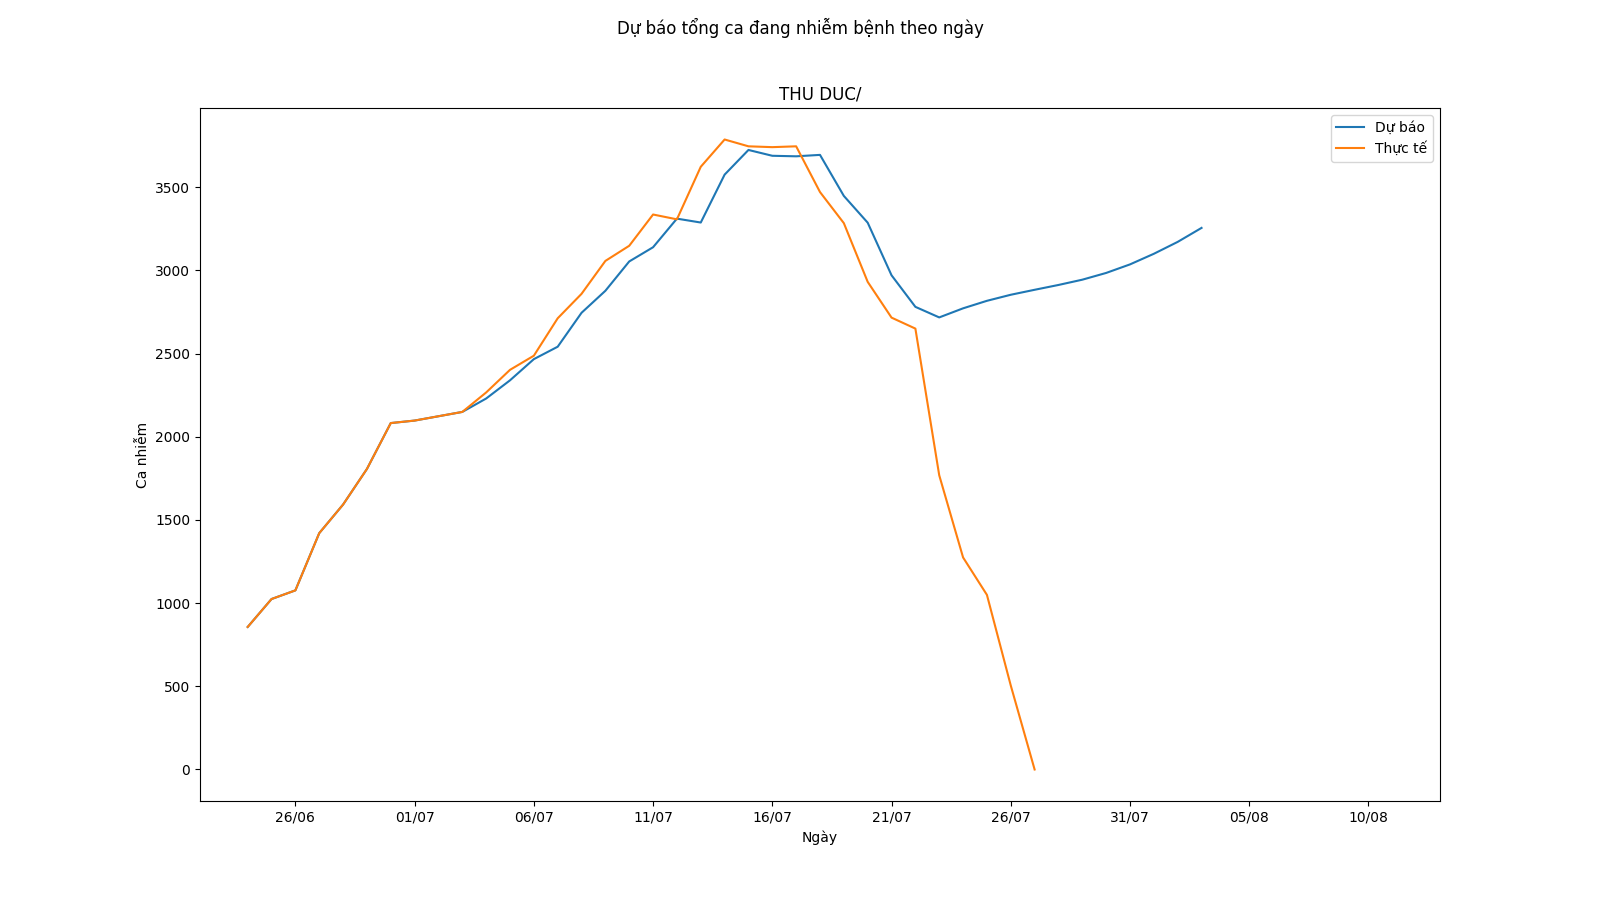 Dự báo tổng ca đang nhiễm bệnh theo ngày
THU DUC/
Dự báo
Thực tế
Ca nhiễm
3500
3000
2500
2000
1500
1000
500
0
26/06 01/07 06/07 11/07 16/07 21/07 26/07 31/07 05/08 10/08
Ngày